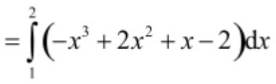 = ∫₁² (-x³ + 2x² + x - 2)dx